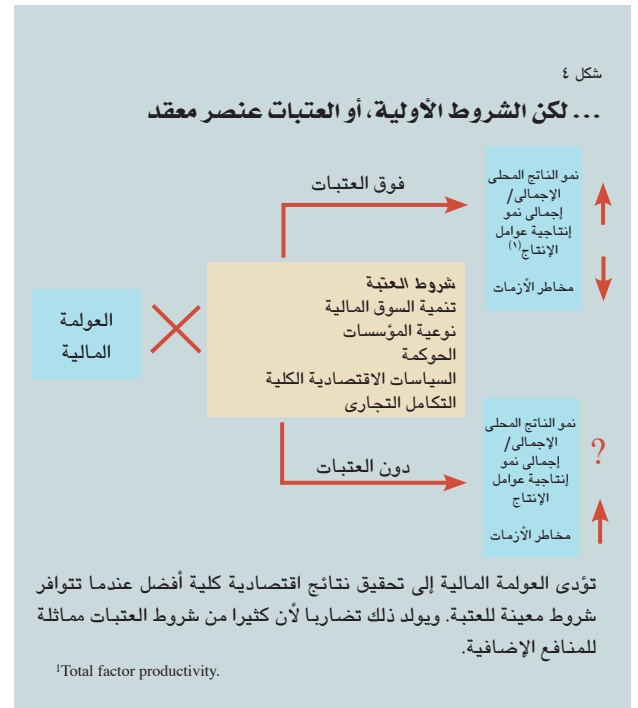 شكل ٤
... لكن الشروط الأولية، أو العتبات عنصر معقد
فوق العتبات
نمو الناتج المحلى
الإجمالى/
إجمالى نمو
إنتاجية عوامل
الإنتاج(١)
مخاطر الأزمات
العولمة
المالية
شروط العتبة
تنمية السوق المالية
نوعية المؤسسات
الحوكمة
السياسات الاقتصادية الكلية
التكامل التجارى
دون العتبات
نمو الناتج المحلى
الإجمالى/
إجمالى نمو
إنتاجية عوامل
الإنتاج
?
مخاطر الأزمات
تؤدى العولمة المالية إلى تحقيق نتائج اقتصادية كلية أفضل عندما تتوافر
شروط معينة للعتبة. ويولد ذلك تضاربا لأن كثيرا من شروط العتبات مماثلة
للمنافع الإضافية.
¹Total factor productivity.